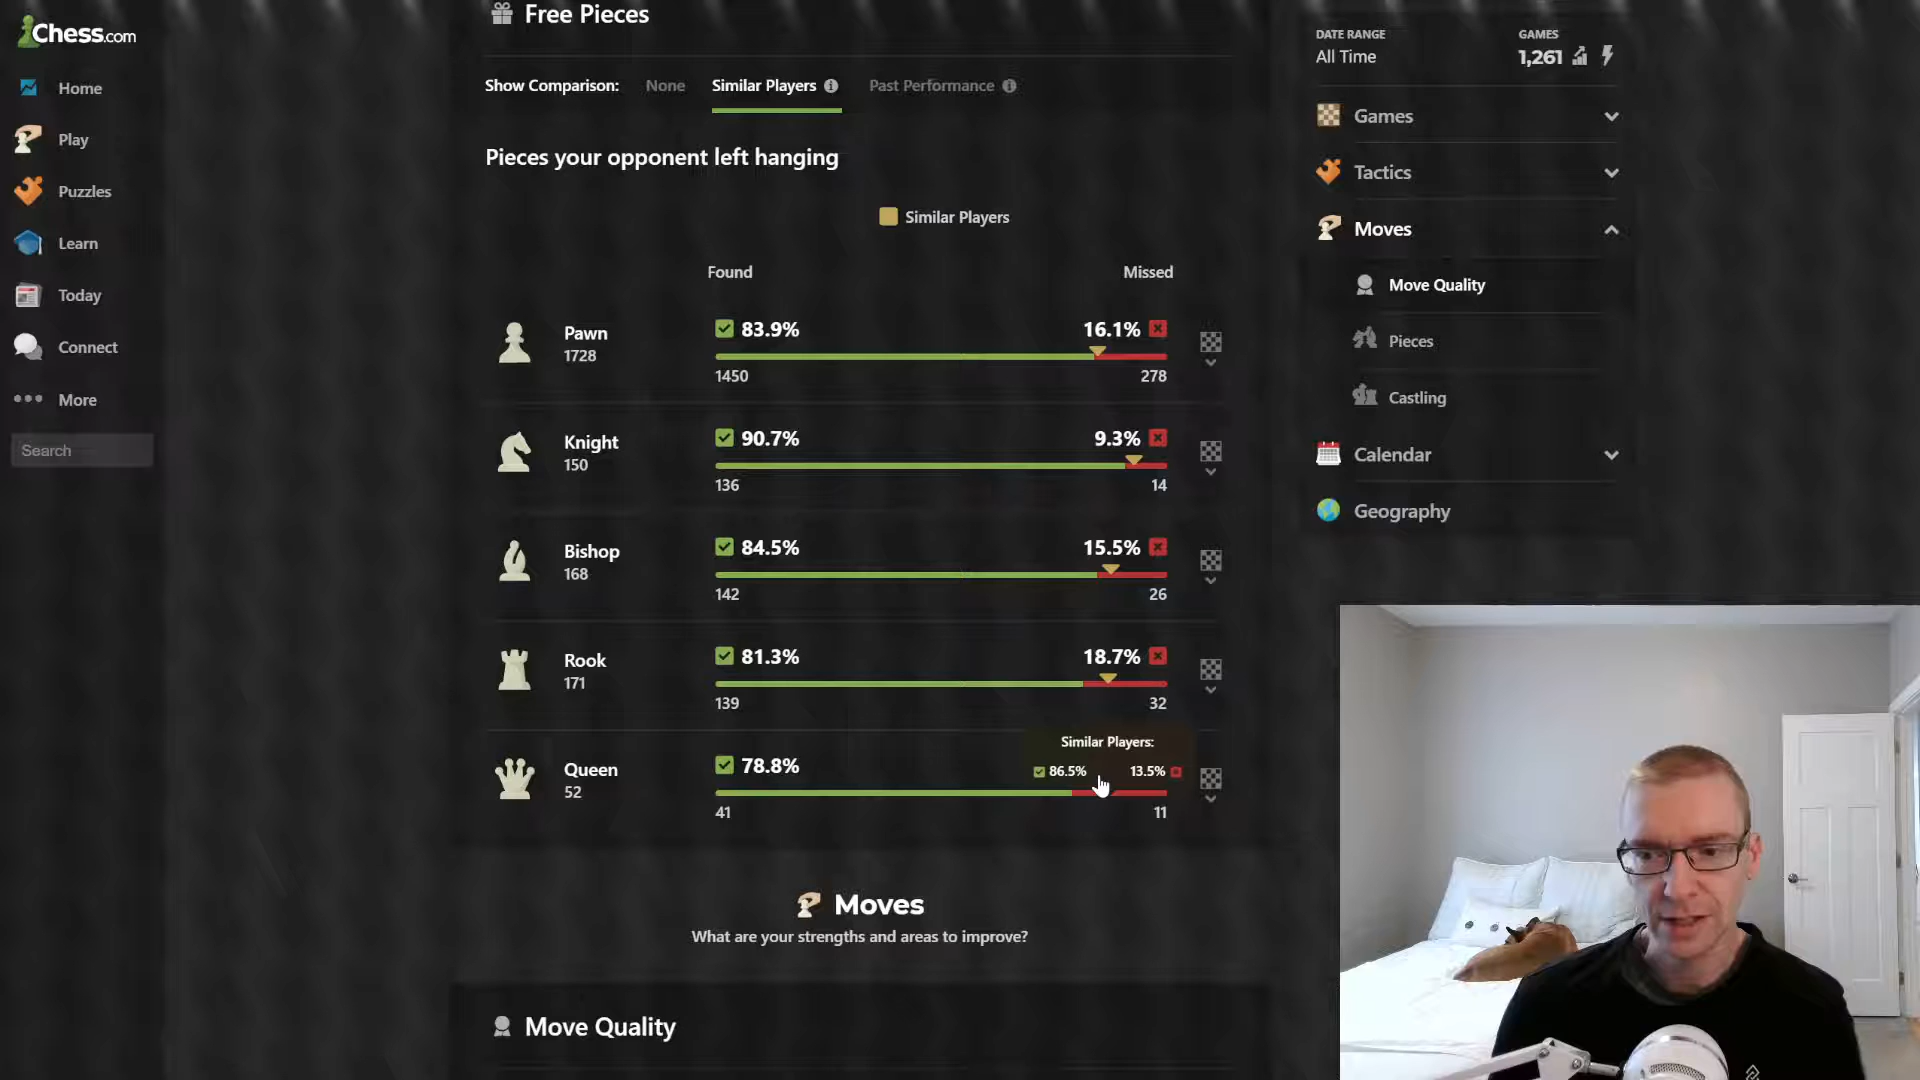 Chess.com
Home
Play
Puzzles
Learn
Today
Connect
More
Search
Free Pieces
Show Comparison: None Similar Players Past Performance
Pieces your opponent left hanging
Similar Players
Found Missed
Pawn 83.9% 16.1%
1728
1450 278
Knight 90.7% 9.3%
150
136 14
Bishop 84.5% 15.5%
168
142 26
Rook 81.3% 18.7%
171
139 32
Similar Players:
86.5% 13.5%
Queen 78.8%
52
41 11
Moves
What are your strengths and areas to improve?
Move Quality
DATE RANGE GAMES
All Time 1,261
Games
Tactics
Moves
Move Quality
Pieces
Castling
Calendar
Geography